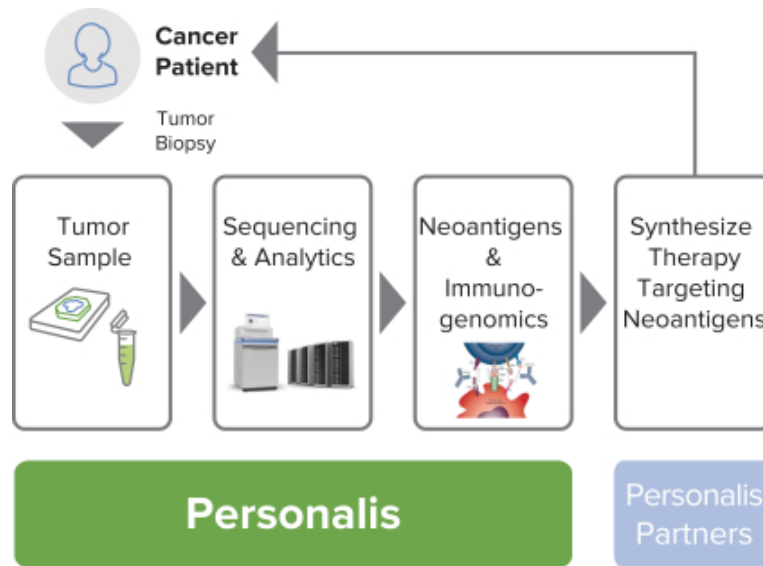 Cancer
Patient
Tumor
Biopsy
Tumor
Sample
Sequencing
& Analytics
Neoantigens
&
Immuno-
genomics
Synthesize
Therapy
Targeting
Neoantigens
Personalis
Personalis
Partners